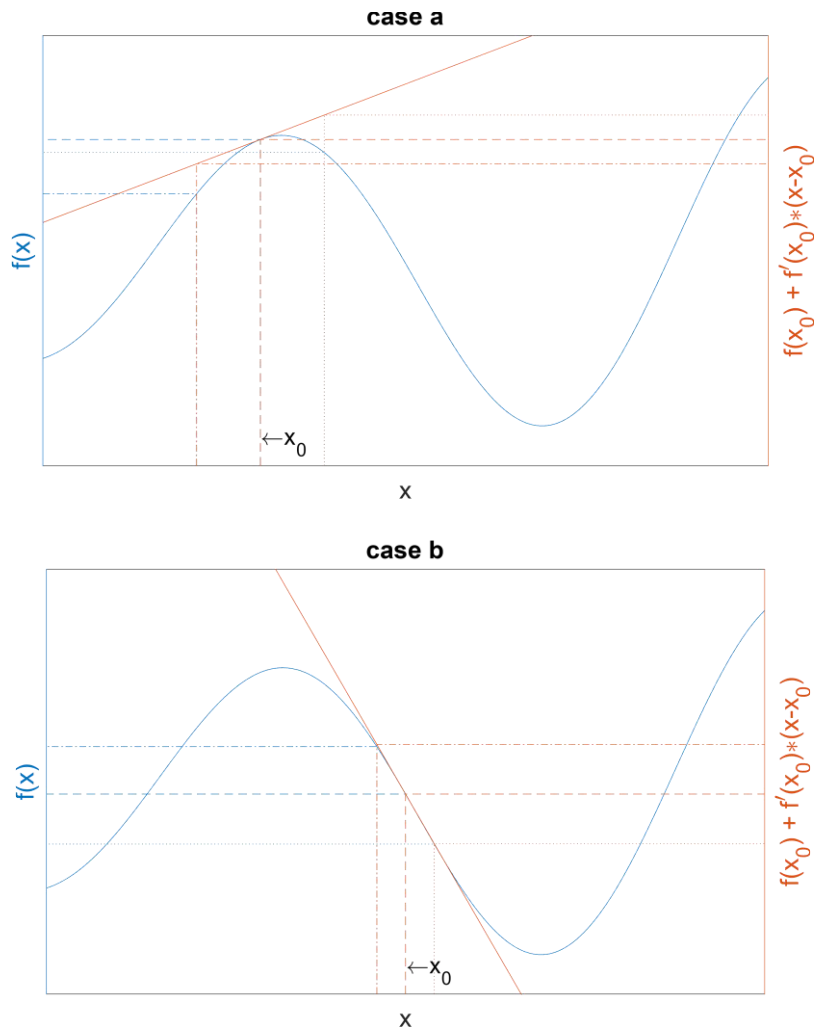 case a
f(x)
f(x₀) + f'(x₀)*(x-x₀)
←x₀
x
case b
f(x)
f(x₀) + f'(x₀)*(x-x₀)
←x₀
x